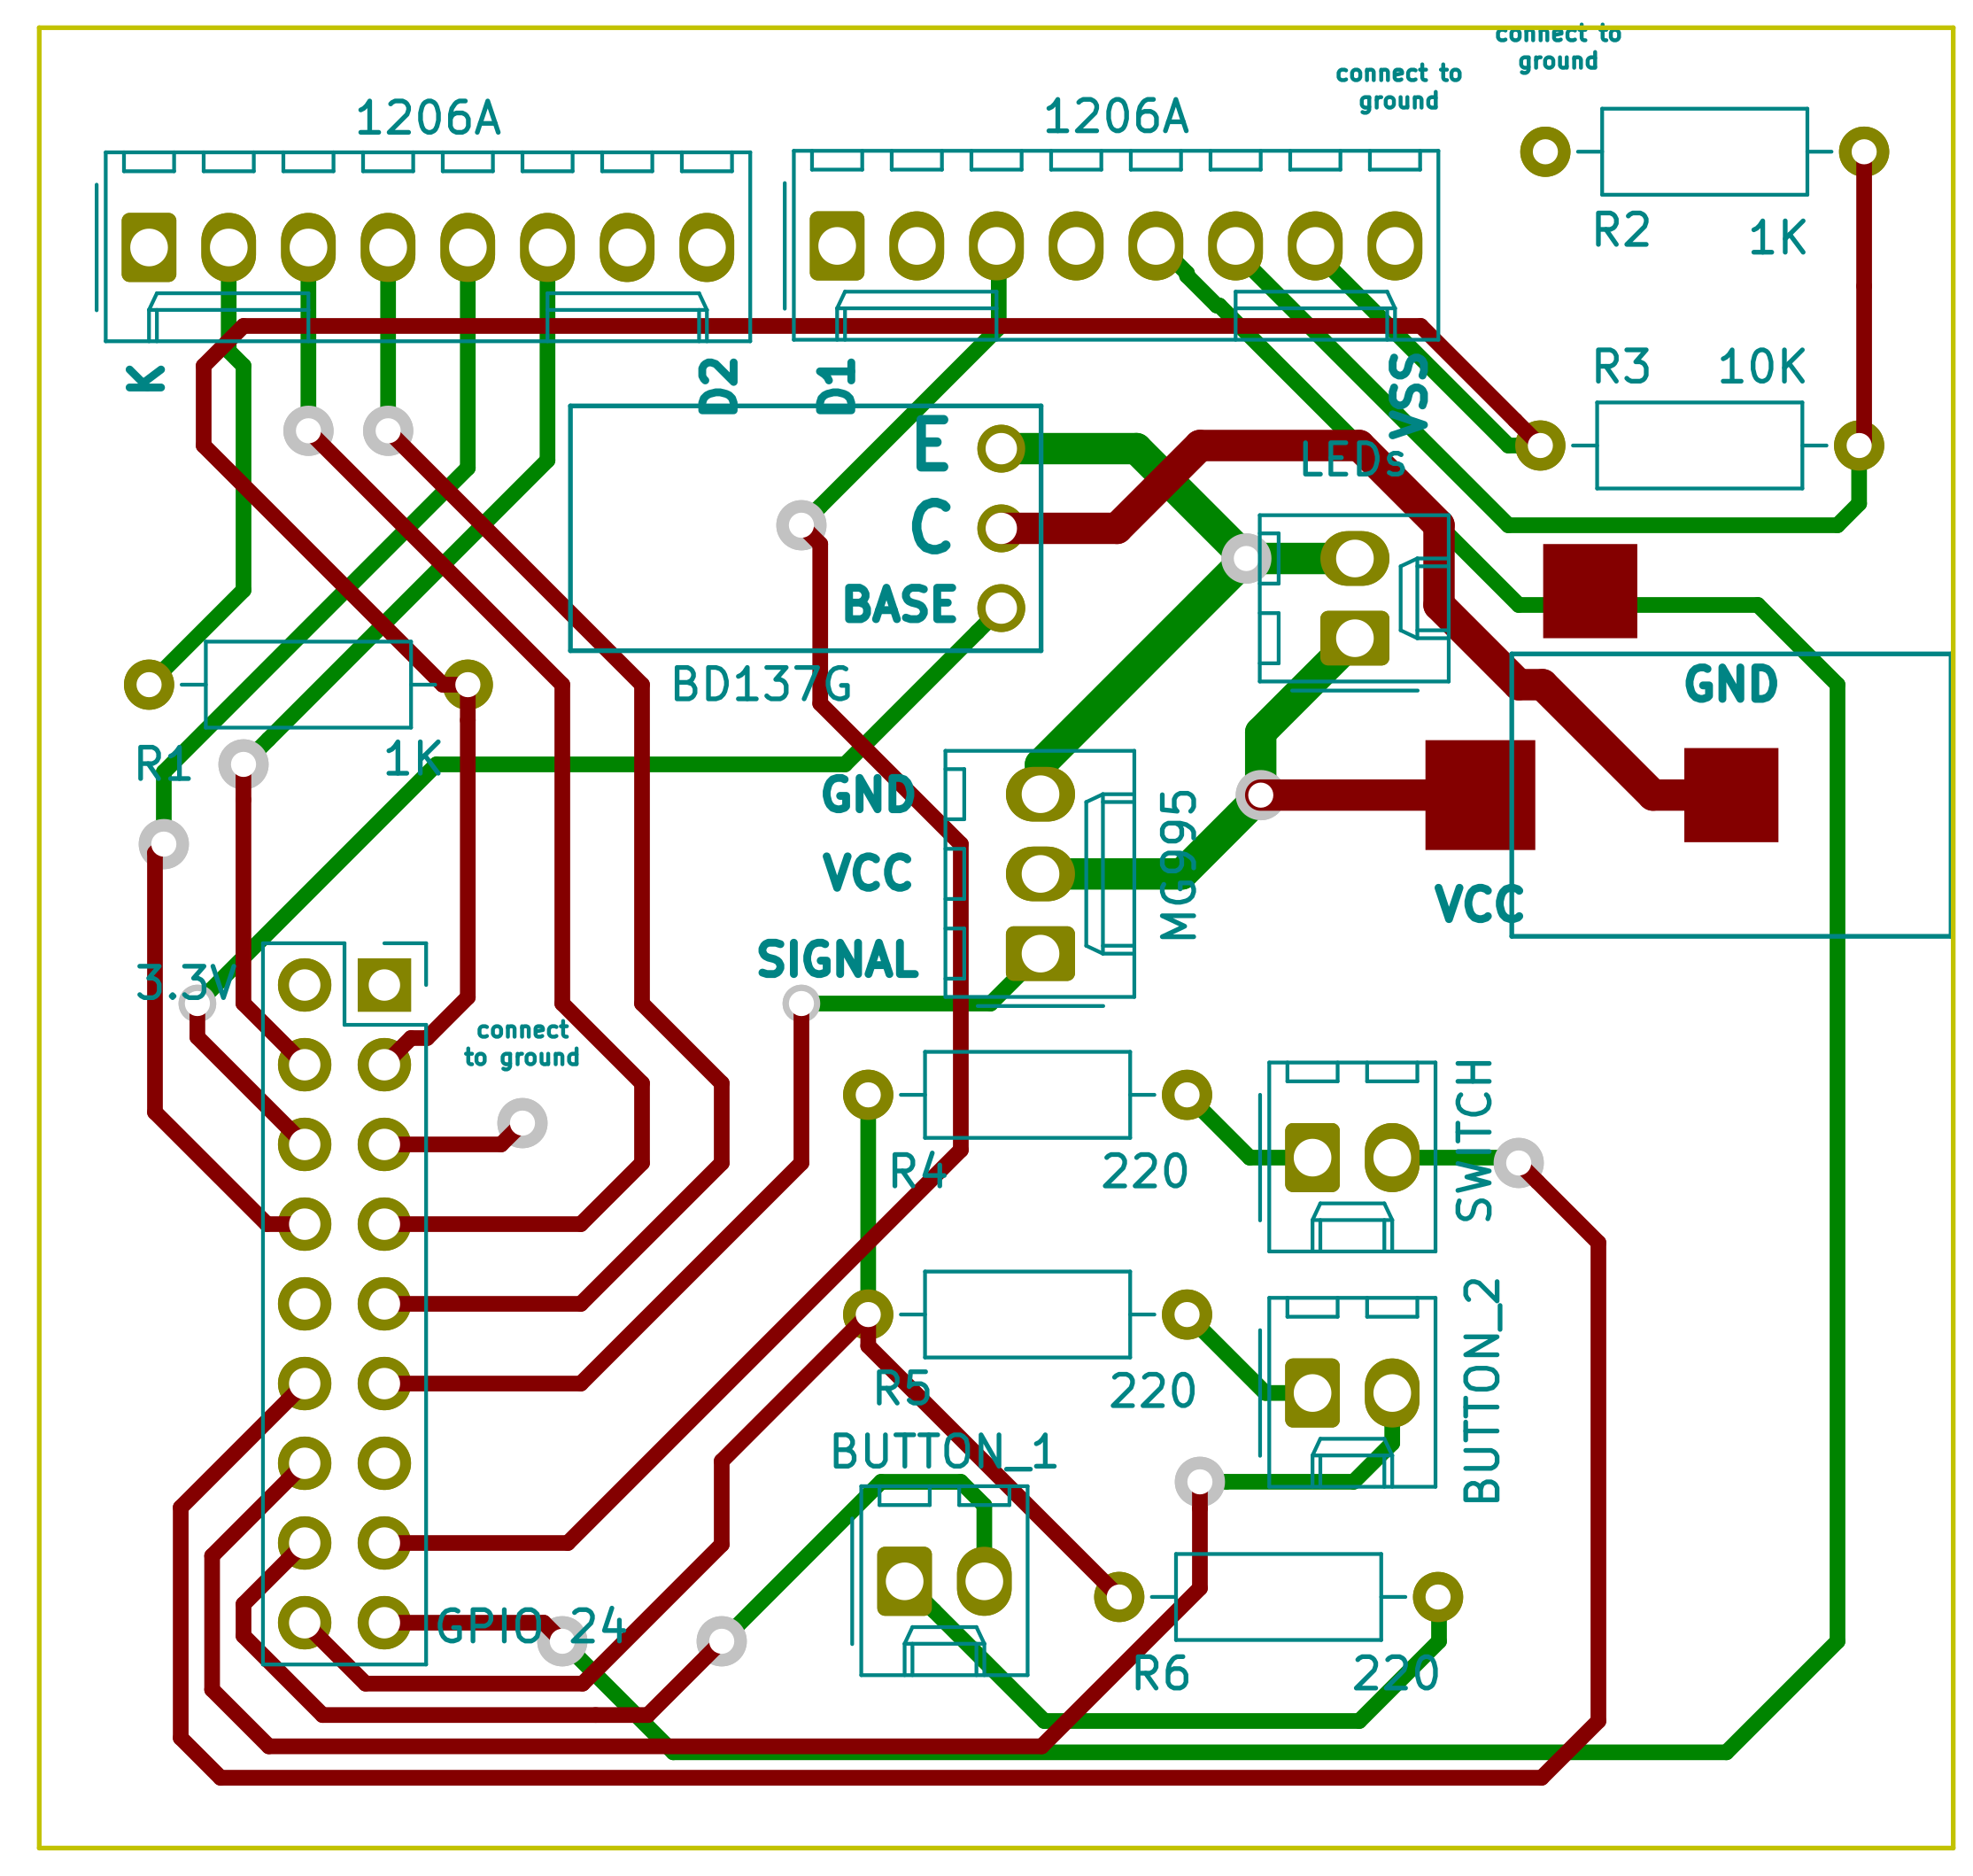 connect to
ground
connect to
ground
1206A
1206A
R2
1K
K
D2
D1
VSS
R3
10K
E
LEDs
C
BASE
BD137G
GND
R1
1K
GND
MG995
VCC
VCC
SIGNAL
3.3V
connect
to ground
R4
220
SWITCH
R5
220
BUTTON_2
BUTTON_1
GPIO 24
R6
220